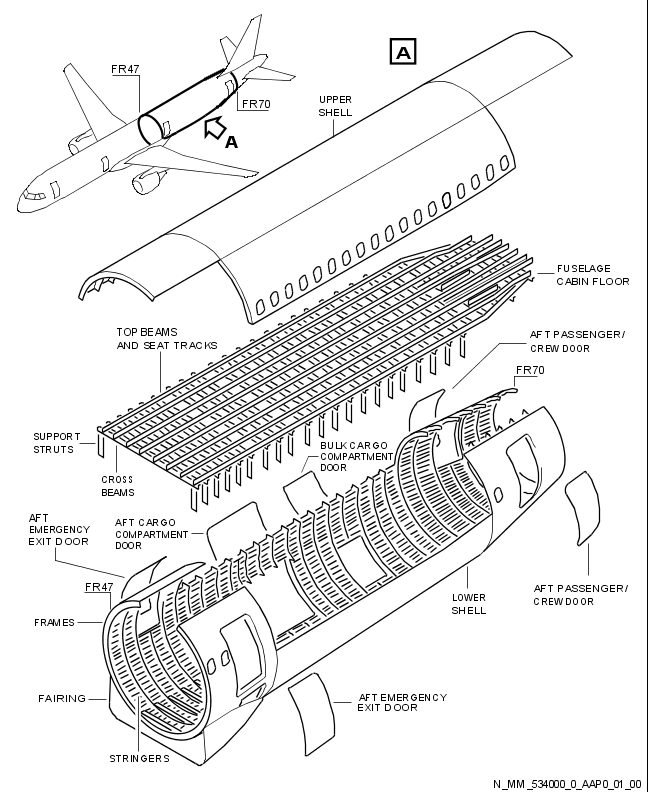 A
FR47
FR70
A
UPPER
SHELL
FUSELAGE
CABIN FLOOR
TOP BEAMS
AND SEAT TRACKS
AFT PASSENGER/
CREW DOOR
FR70
SUPPORT
STRUTS
CROSS
BEAMS
BULK CARGO
COMPARTMENT
DOOR
AFT
EMERGENCY
EXIT DOOR
AFT CARGO
COMPARTMENT
DOOR
FR47
FRAMES
AFT PASSENGER/
CREW DOOR
LOWER
SHELL
FAIRING
AFT EMERGENCY
EXIT DOOR
STRINGERS
N_MM_534000_0_AAP0_01_00